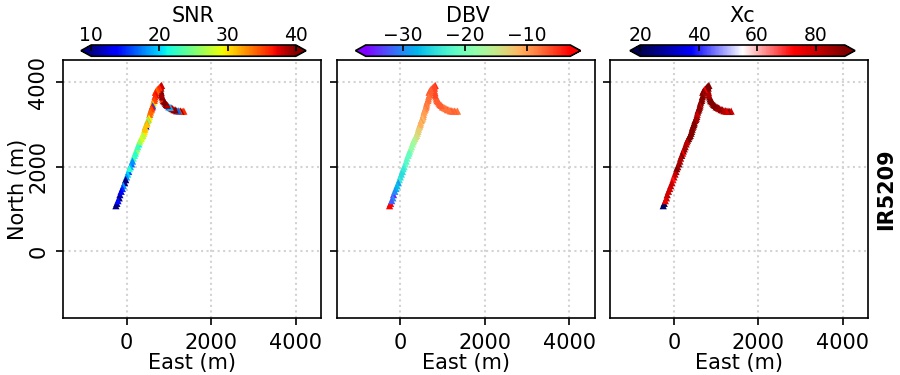 SNR
DBV
Xc
10 20 30 40
−30 −20 −10
20 40 60 80
4000
2000
0
North (m)
0 2000 4000
0 2000 4000
0 2000 4000
East (m)
East (m)
East (m)
IR5209